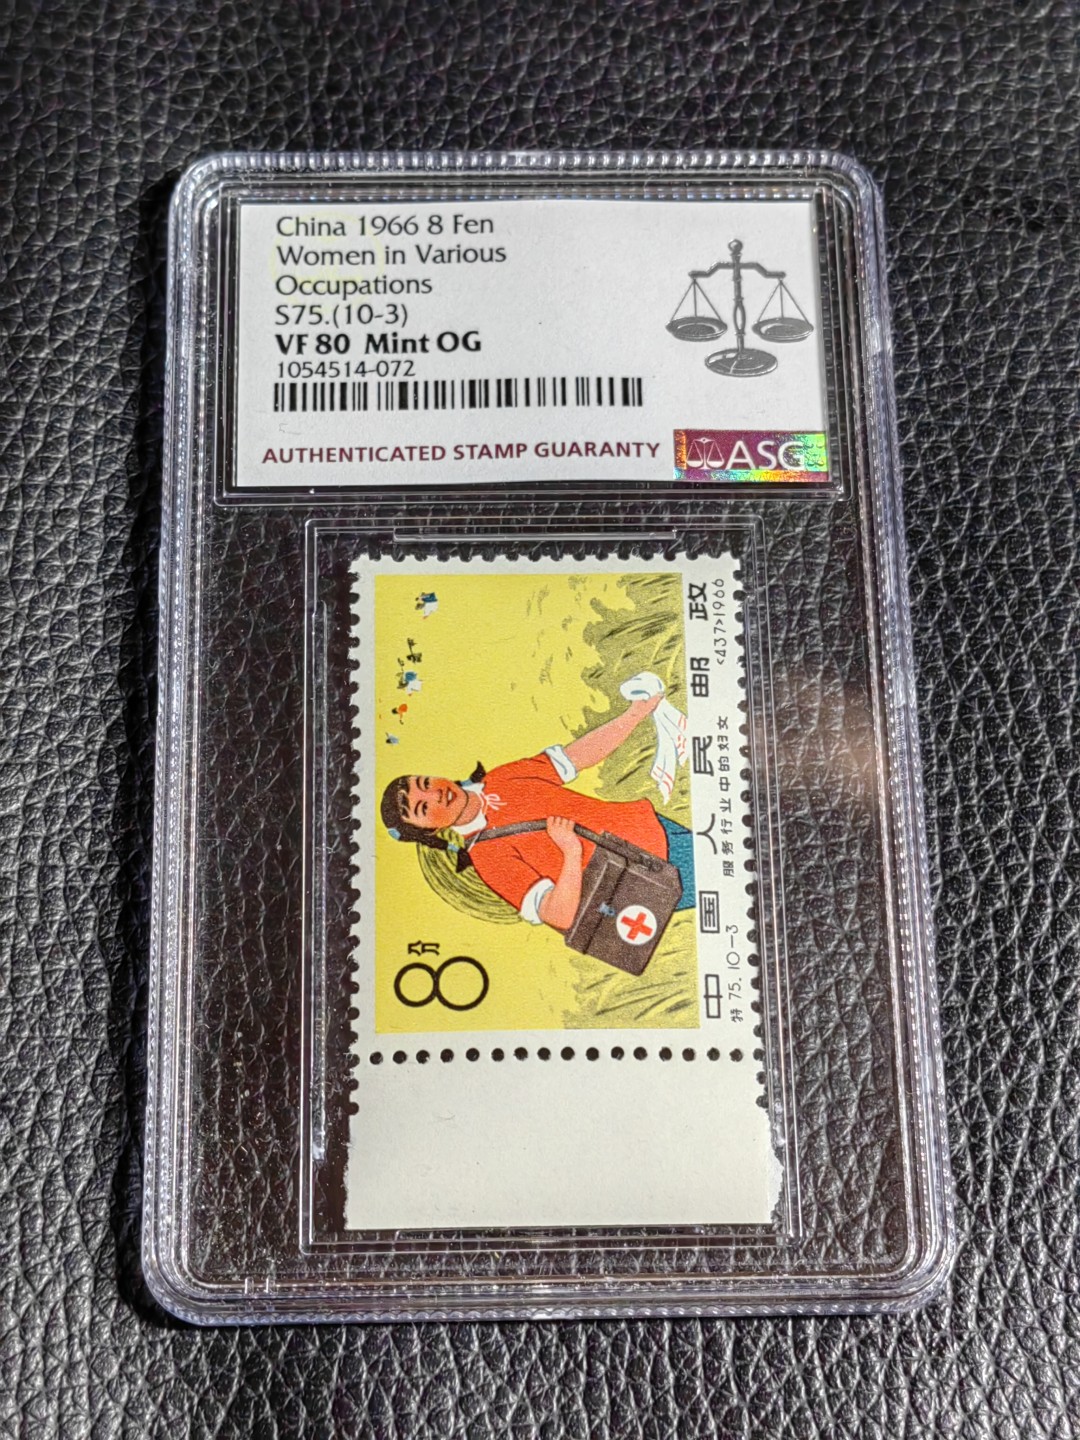 China 1966 8 Fen
Women in Various
Occupations
S75.(10-3)
VF 80 Mint OG
1054514-072
AUTHENTICATED STAMP GUARANTY
ASG
8分
中国人民邮政
特75.10-3 服务行业中的妇女 <437>1966